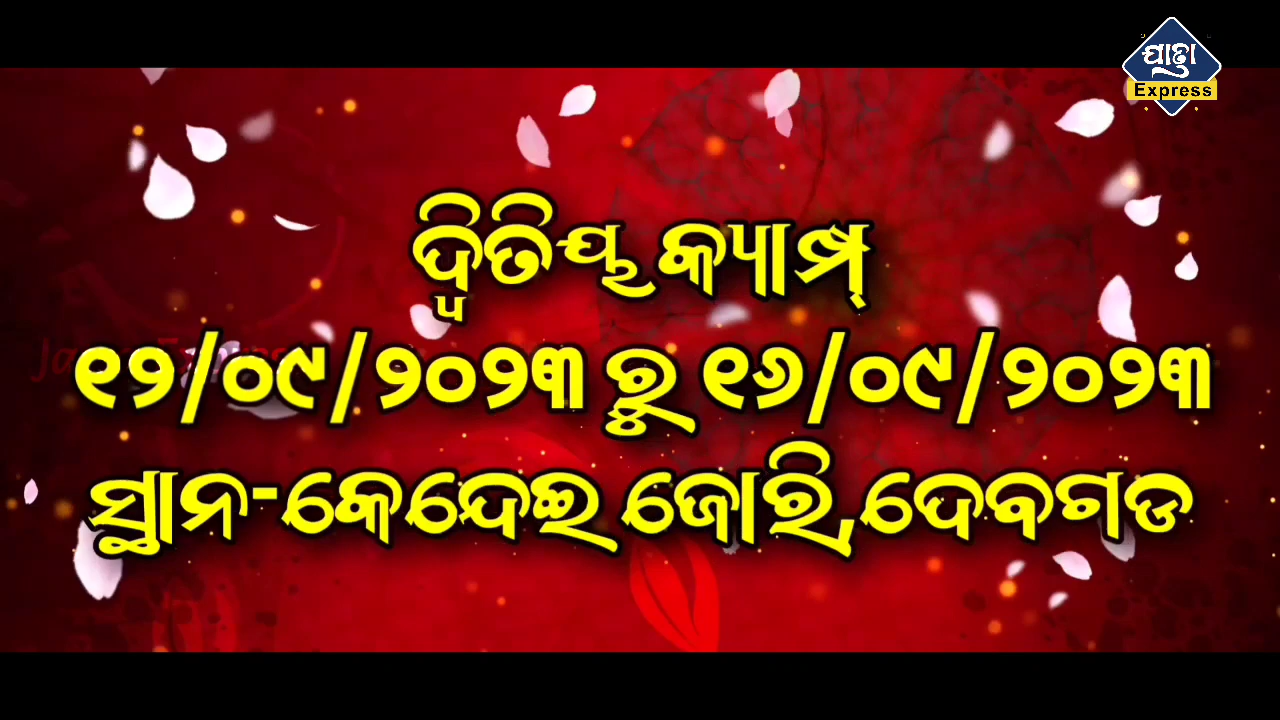 ଯାତ୍ରା
Express
ଦ୍ୱିତିୟ କ୍ୟାମ୍ପ୍
୧୨/୦୯/୨୦୨୩ ରୁ ୧୬/୦୯/୨୦୨୩
ସ୍ଥାନ-କେନ୍ଦେଇ ଜୋରି,ଦେବଗଡ